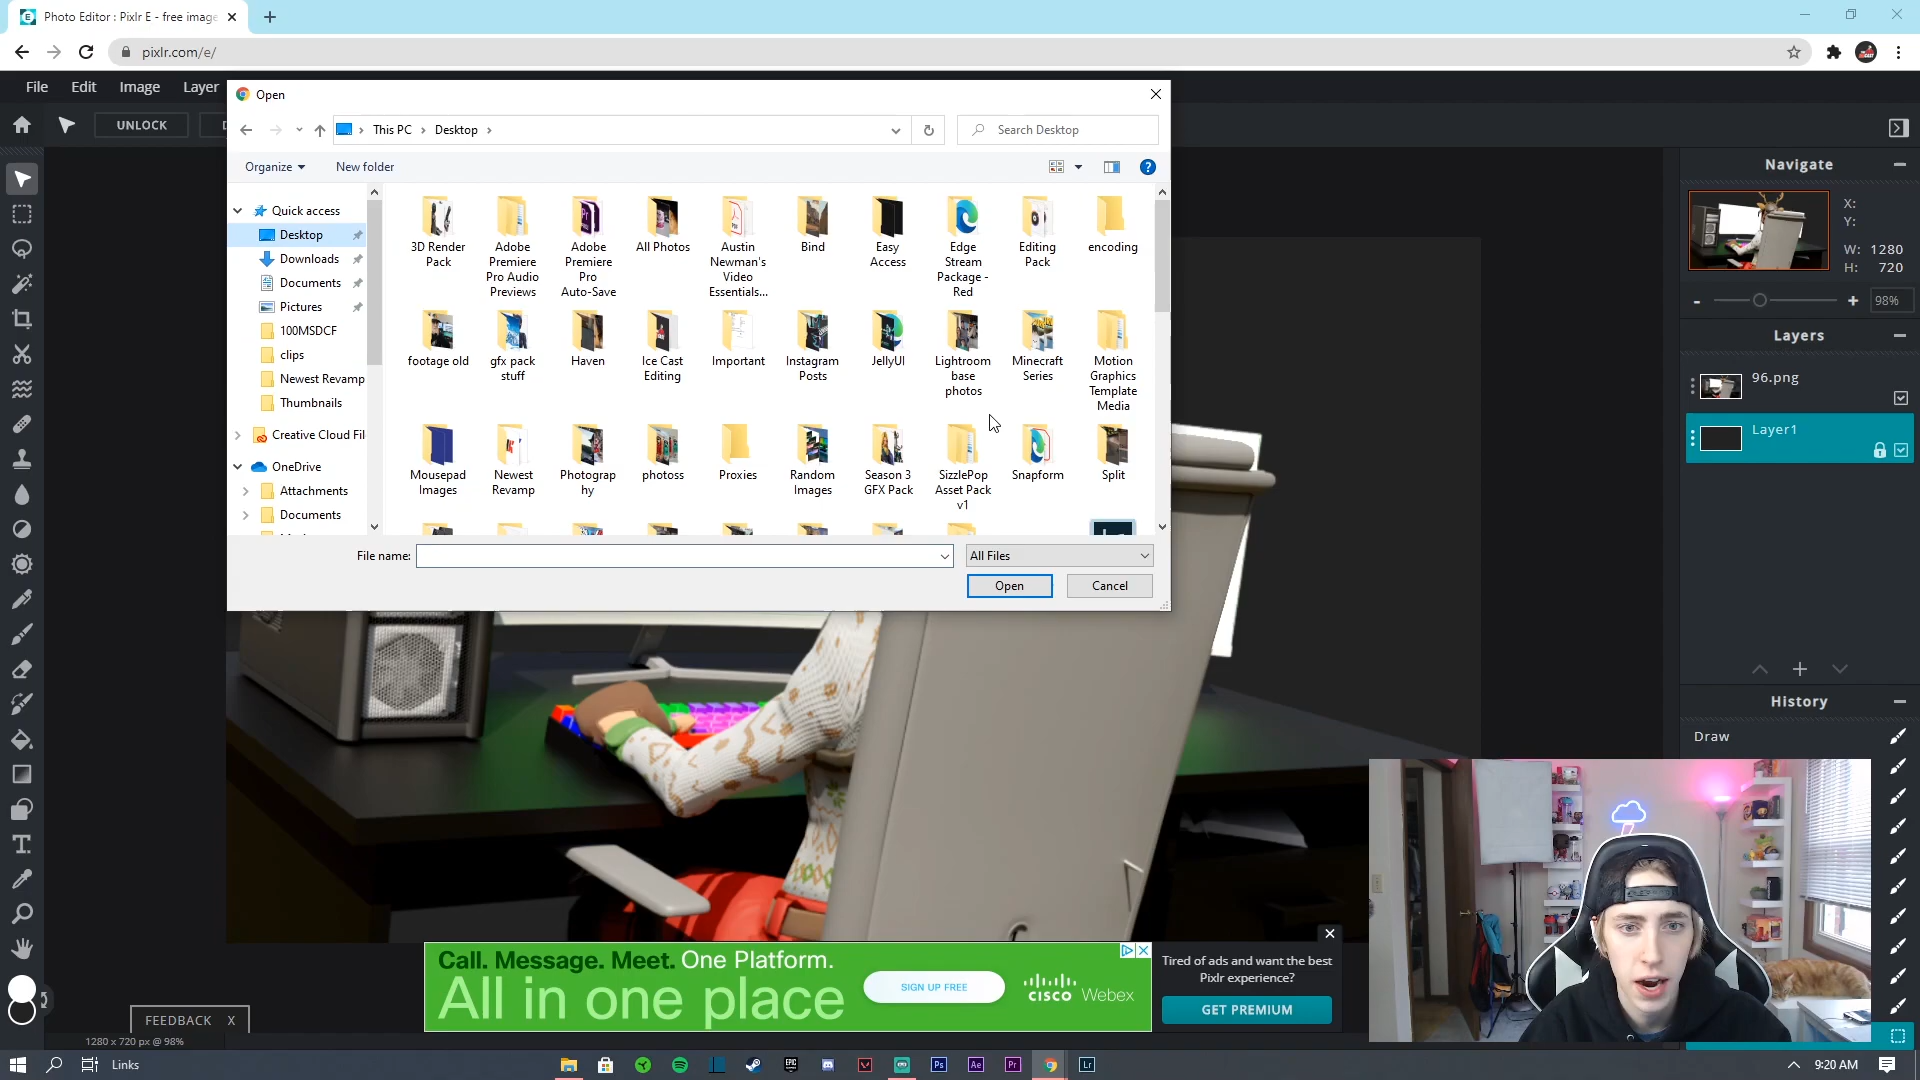 Photo Editor : Pixlr E - free image
pixlr.com/e/
File Edit Image Layer
UNLOCK
Open
This PC Desktop
Search Desktop
Organize
New folder
Quick access
Desktop
Downloads
Documents
Pictures
100MSDCF
clips
Newest Revamp
Thumbnails
Creative Cloud Fil
OneDrive
Attachments
Documents
3D Render Pack
Adobe Premiere Pro Audio Previews
Adobe Premiere Pro Auto-Save
All Photos
Austin Newman's Video Essentials...
Bind
Easy Access
Edge Stream Package - Red
Editing Pack
encoding
footage old
gfx pack stuff
Haven
Ice Cast Editing
Important
Instagram Posts
JellyUI
Lightroom base photos
Minecraft Series
Motion Graphics Template Media
Mousepad Images
Newest Revamp
Photography
photoss
Proxies
Random Images
Season 3 GFX Pack
SizzlePop Asset Pack v1
Snapform
Split
File name:
All Files
Open
Cancel
Navigate
X:
Y:
W: 1280
H: 720
98%
Layers
96.png
Layer1
History
Draw
Call. Message. Meet. One Platform.
All in one place
SIGN UP FREE
CISCO Webex
Tired of ads and want the best
Pixlr experience?
GET PREMIUM
FEEDBACK X
1280 x 720 px @ 98%
Links
EPIC
Ps
Ae
Pr
Lr
9:20 AM